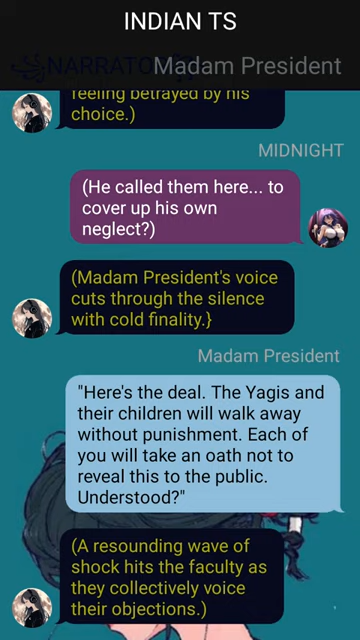 INDIAN TS
NARRATO
Madam President
feeling betrayed by his
choice.)
MIDNIGHT
(He called them here... to
cover up his own
neglect?)
(Madam President's voice
cuts through the silence
with cold finality.}
Madam President
"Here's the deal. The Yagis and
their children will walk away
without punishment. Each of
you will take an oath not to
reveal this to the public.
Understood?"
(A resounding wave of
shock hits the faculty as
they collectively voice
their objections.)